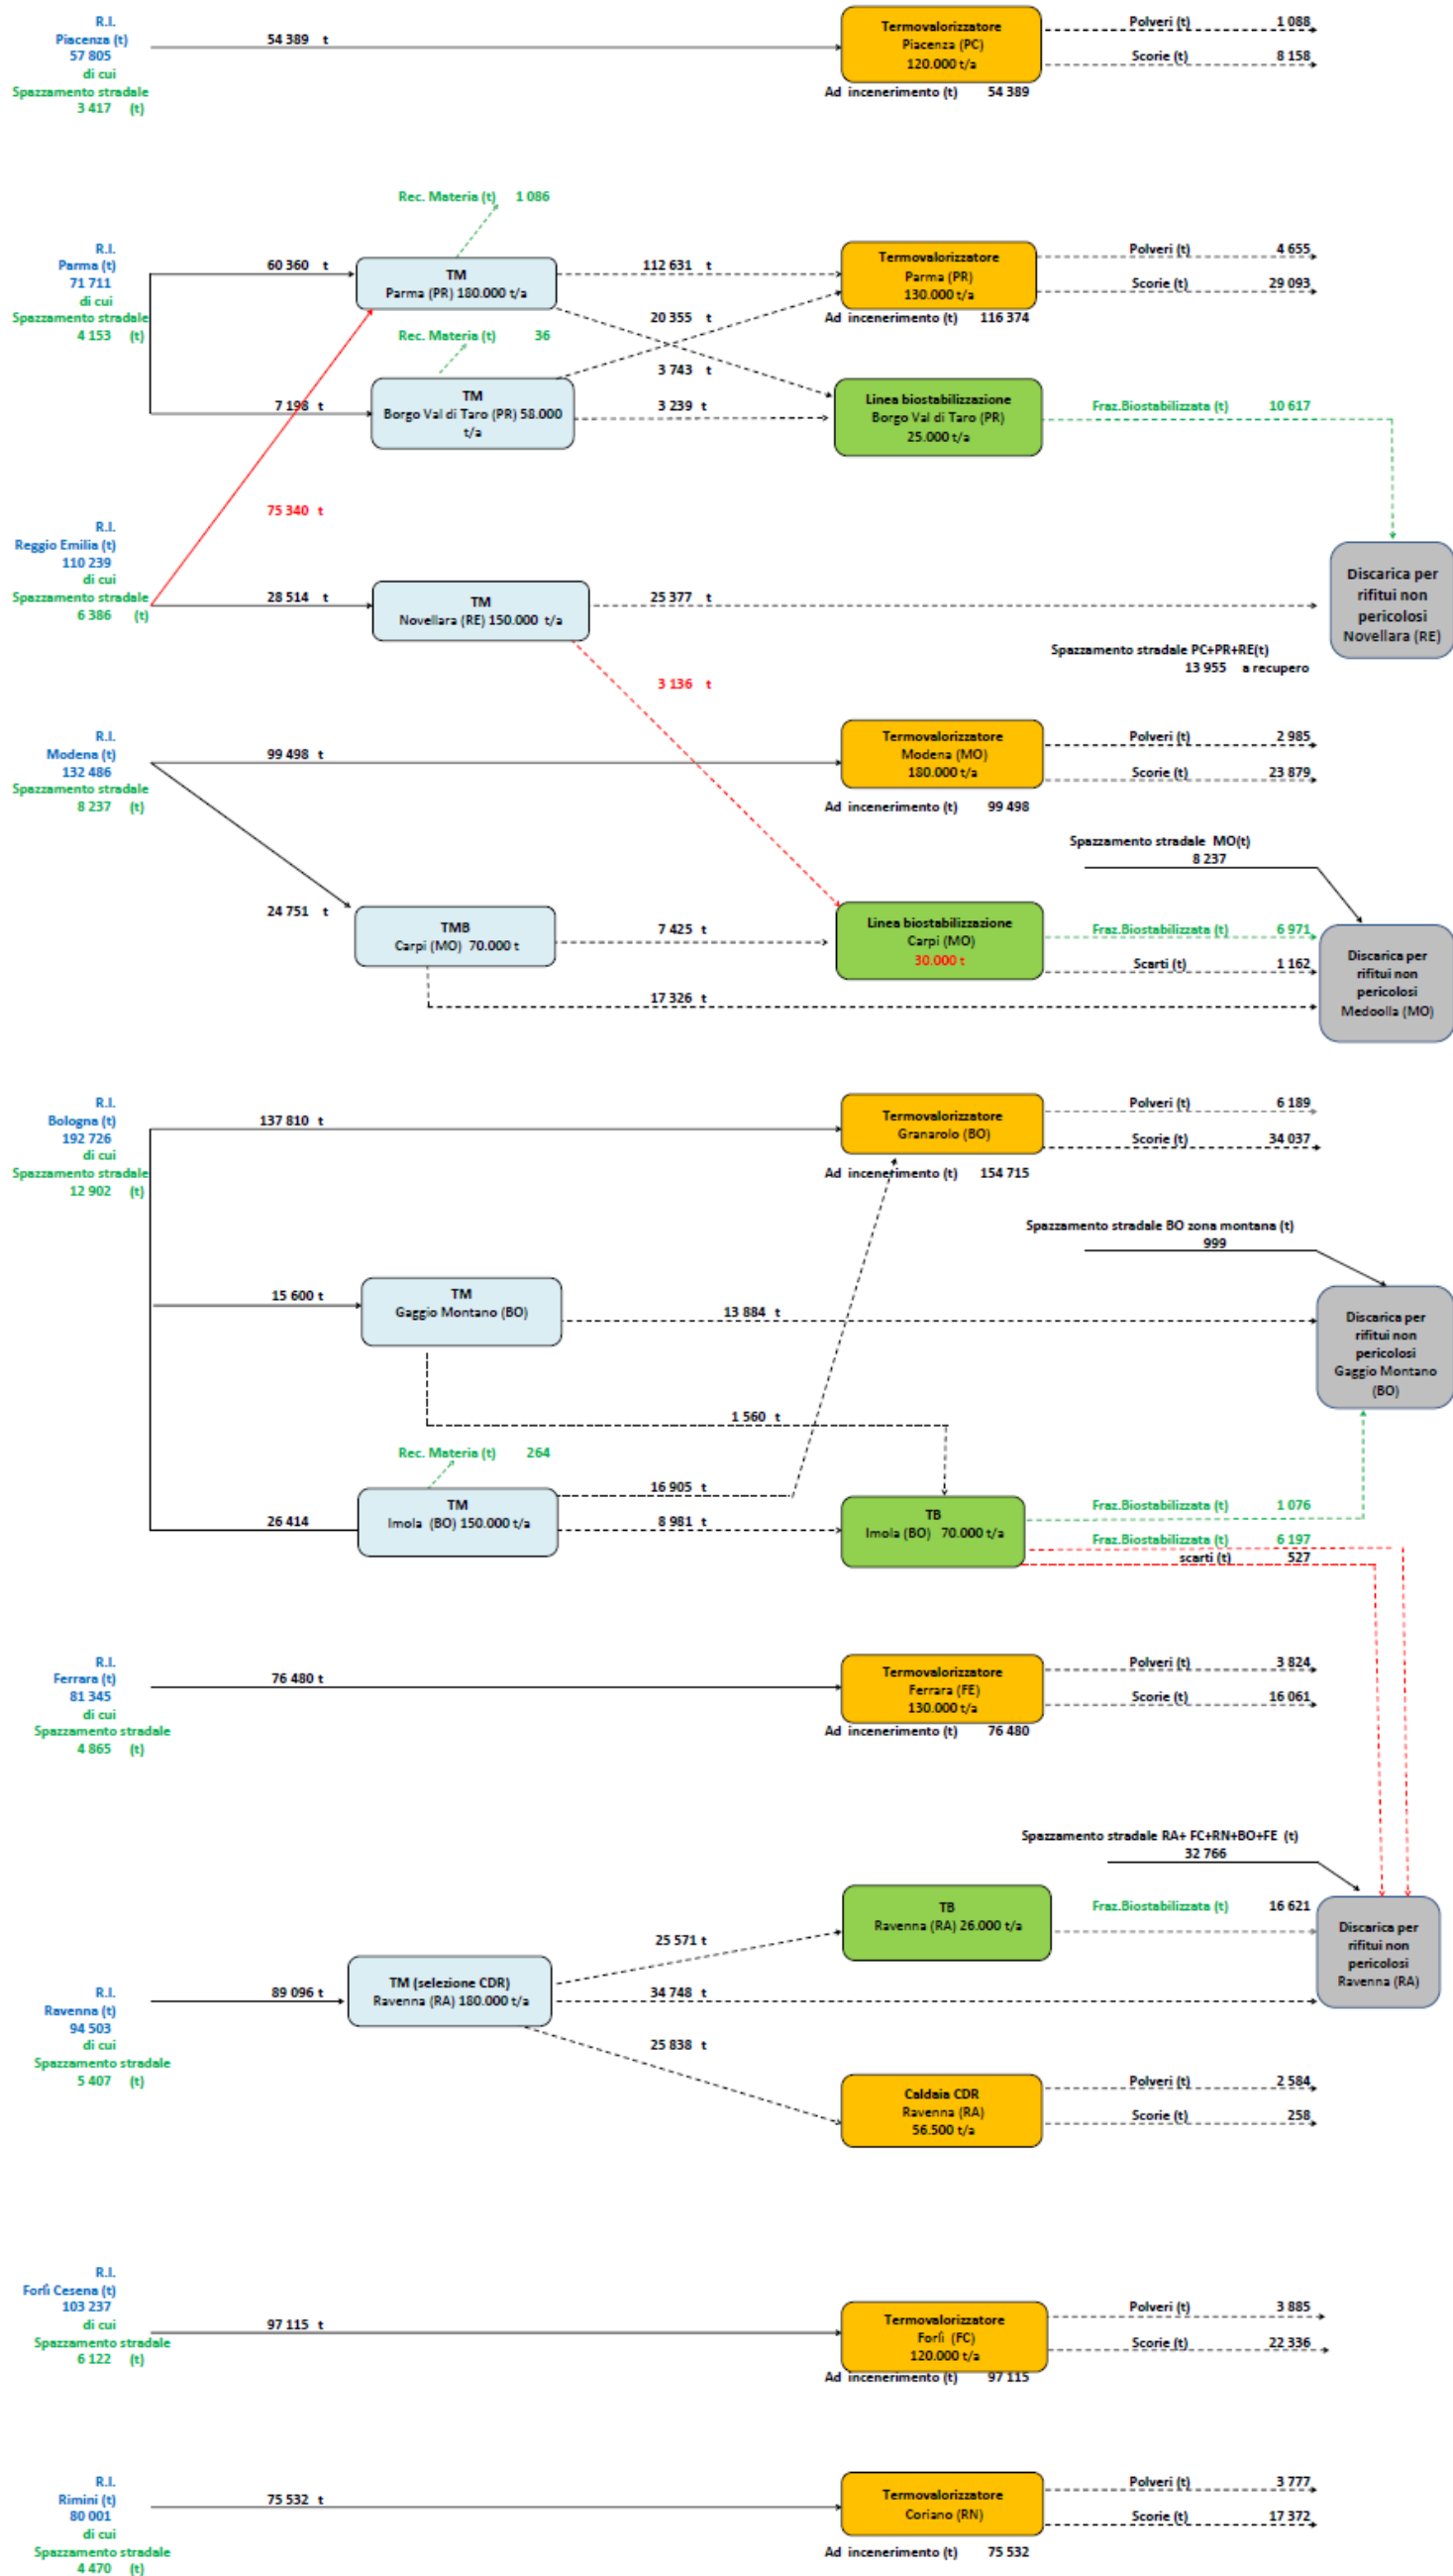 R.I.
Piacenza (t)
57 805
di cui
Spazzamento stradale
3 417 (t)
54 389 t
Termovalorizzatore
Piacenza (PC)
120.000 t/a
Ad incenerimento (t) 54 389
Polveri (t) 1 088
Scorie (t) 8 158
Rec. Materia (t) 1 086
R.I.
Parma (t)
71 711
di cui
Spazzamento stradale
4 153 (t)
60 360 t
TM
Parma (PR) 180.000 t/a
112 631 t
Termovalorizzatore
Parma (PR)
130.000 t/a
Ad incenerimento (t) 116 374
Polveri (t) 4 655
Scorie (t) 29 093
20 355 t
Rec. Materia (t) 36
3 743 t
7 198 t
TM
Borgo Val di Taro (PR) 58.000
t/a
3 239 t
Linea biostabilizzazione
Borgo Val di Taro (PR)
25.000 t/a
Fraz.Biostabilizzata (t) 10 617
75 340 t
R.I.
Reggio Emilia (t)
110 239
di cui
Spazzamento stradale
6 386 (t)
28 514 t
TM
Novellara (RE) 150.000 t/a
25 377 t
Discarica per
rifitui non
pericolosi
Novellara (RE)
Spazzamento stradale PC+PR+RE(t)
13 955 a recupero
3 136 t
R.I.
Modena (t)
132 486
Spazzamento stradale
8 237 (t)
99 498 t
Termovalorizzatore
Modena (MO)
180.000 t/a
Ad incenerimento (t) 99 498
Polveri (t) 2 985
Scorie (t) 23 879
Spazzamento stradale MO(t)
8 237
24 751 t
TMB
Carpi (MO) 70.000 t
7 425 t
17 326 t
Linea biostabilizzazione
Carpi (MO)
30.000 t
Fraz.Biostabilizzata (t) 6 971
Scarti (t) 1 162
Discarica per
rifitui non
pericolosi
Medoolla (MO)
R.I.
Bologna (t)
192 726
di cui
Spazzamento stradale
12 902 (t)
137 810 t
Termovalorizzatore
Granarolo (BO)
Ad incenerimento (t) 154 715
Polveri (t) 6 189
Scorie (t) 34 037
Spazzamento stradale BO zona montana (t)
999
15 600 t
TM
Gaggio Montano (BO)
13 884 t
Discarica per
rifitui non
pericolosi
Gaggio Montano
(BO)
1 560 t
Rec. Materia (t) 264
26 414
TM
Imola (BO) 150.000 t/a
16 905 t
8 981 t
TB
Imola (BO) 70.000 t/a
Fraz.Biostabilizzata (t) 1 076
Fraz.Biostabilizzata (t) 6 197
scarti (t) 527
R.I.
Ferrara (t)
81 345
di cui
Spazzamento stradale
4 865 (t)
76 480 t
Termovalorizzatore
Ferrara (FE)
130.000 t/a
Ad incenerimento (t) 76 480
Polveri (t) 3 824
Scorie (t) 16 061
Spazzamento stradale RA+ FC+RN+BO+FE (t)
32 766
TB
Ravenna (RA) 26.000 t/a
Fraz.Biostabilizzata (t) 16 621
Discarica per
rifitui non
pericolosi
Ravenna (RA)
25 571 t
R.I.
Ravenna (t)
94 503
di cui
Spazzamento stradale
5 407 (t)
89 096 t
TM (selezione CDR)
Ravenna (RA) 180.000 t/a
34 748 t
25 838 t
Caldaia CDR
Ravenna (RA)
56.500 t/a
Polveri (t) 2 584
Scorie (t) 258
R.I.
Forlì Cesena (t)
103 237
di cui
Spazzamento stradale
6 122 (t)
97 115 t
Termovalorizzatore
Forlì (FC)
120.000 t/a
Ad incenerimento (t) 97 115
Polveri (t) 3 885
Scorie (t) 22 336
R.I.
Rimini (t)
80 001
di cui
Spazzamento stradale
4 470 (t)
75 532 t
Termovalorizzatore
Coriano (RN)
Ad incenerimento (t) 75 532
Polveri (t) 3 777
Scorie (t) 17 372